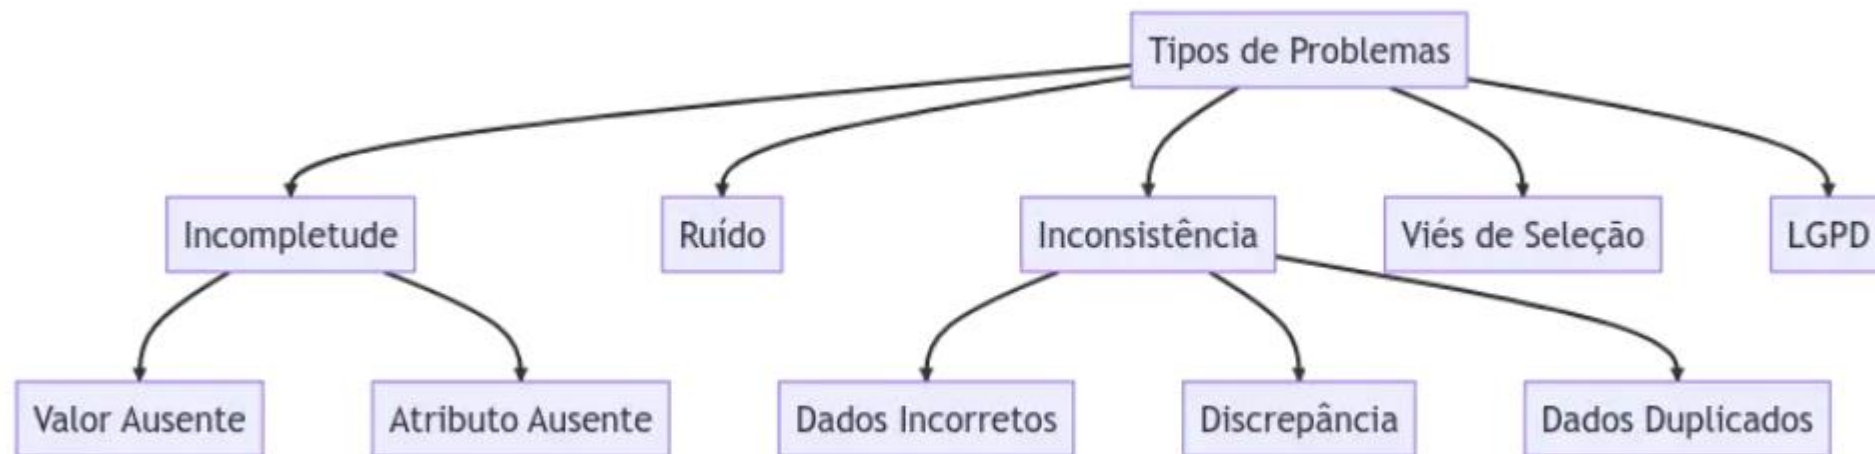 Tipos de Problemas
Incompletude
Ruído
Inconsistência
Viés de Seleção
LGPD
Valor Ausente
Atributo Ausente
Dados Incorretos
Discrepância
Dados Duplicados